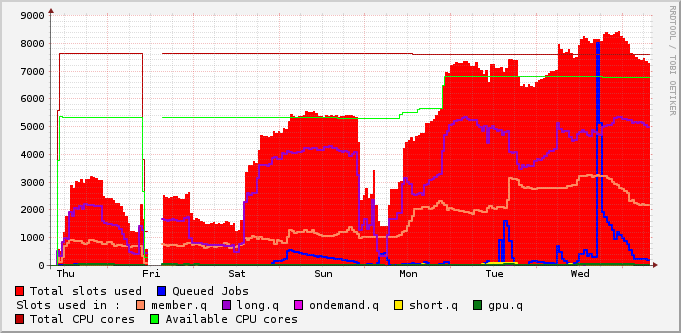 9000
8000
7000
6000
5000
4000
3000
2000
1000
0
Thu Fri Sat Sun Mon Tue Wed
RRDTOOL / TOBI OETIKER
Total slots used Queued Jobs
Slots used in : member.q long.q ondemand.q short.q gpu.q
Total CPU cores Available CPU cores